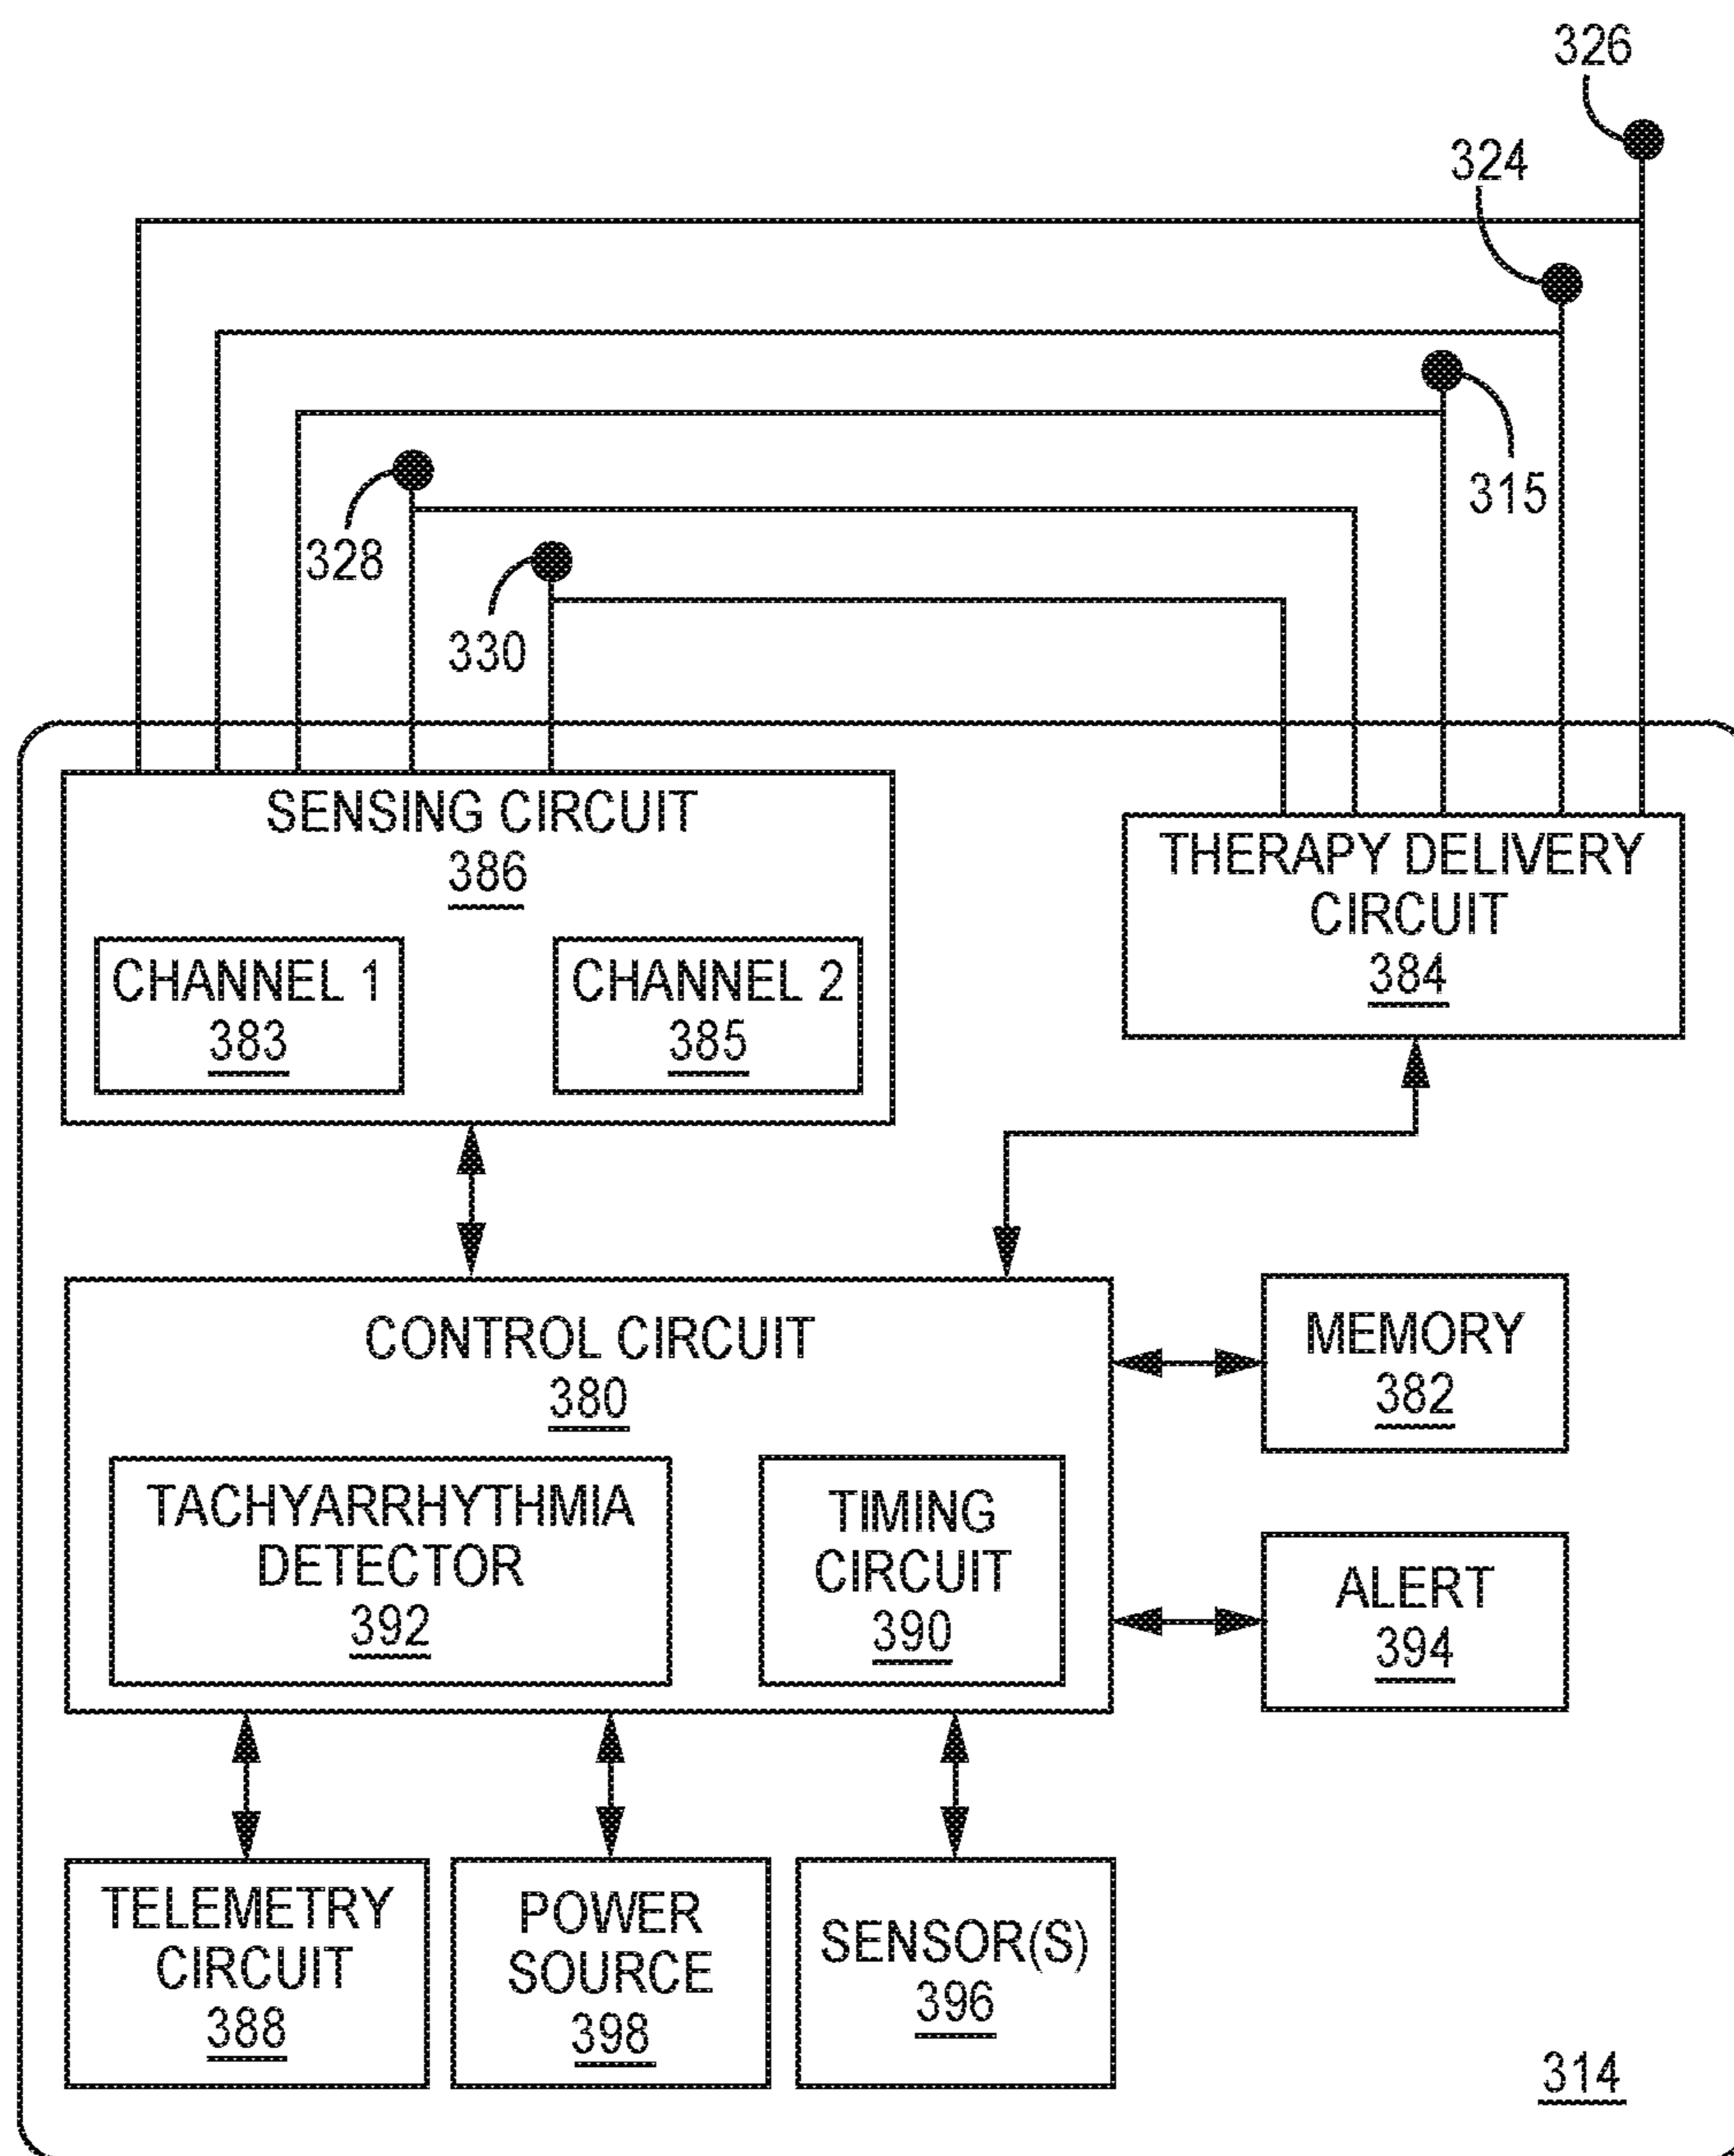 326
324
315
328
330
SENSING CIRCUIT
386
CHANNEL 1
383
CHANNEL 2
385
THERAPY DELIVERY
CIRCUIT
384
CONTROL CIRCUIT
380
TACHYARRHYTHMIA
DETECTOR
392
TIMING
CIRCUIT
390
MEMORY
382
ALERT
394
TELEMETRY
CIRCUIT
388
POWER
SOURCE
398
SENSOR(S)
396
314